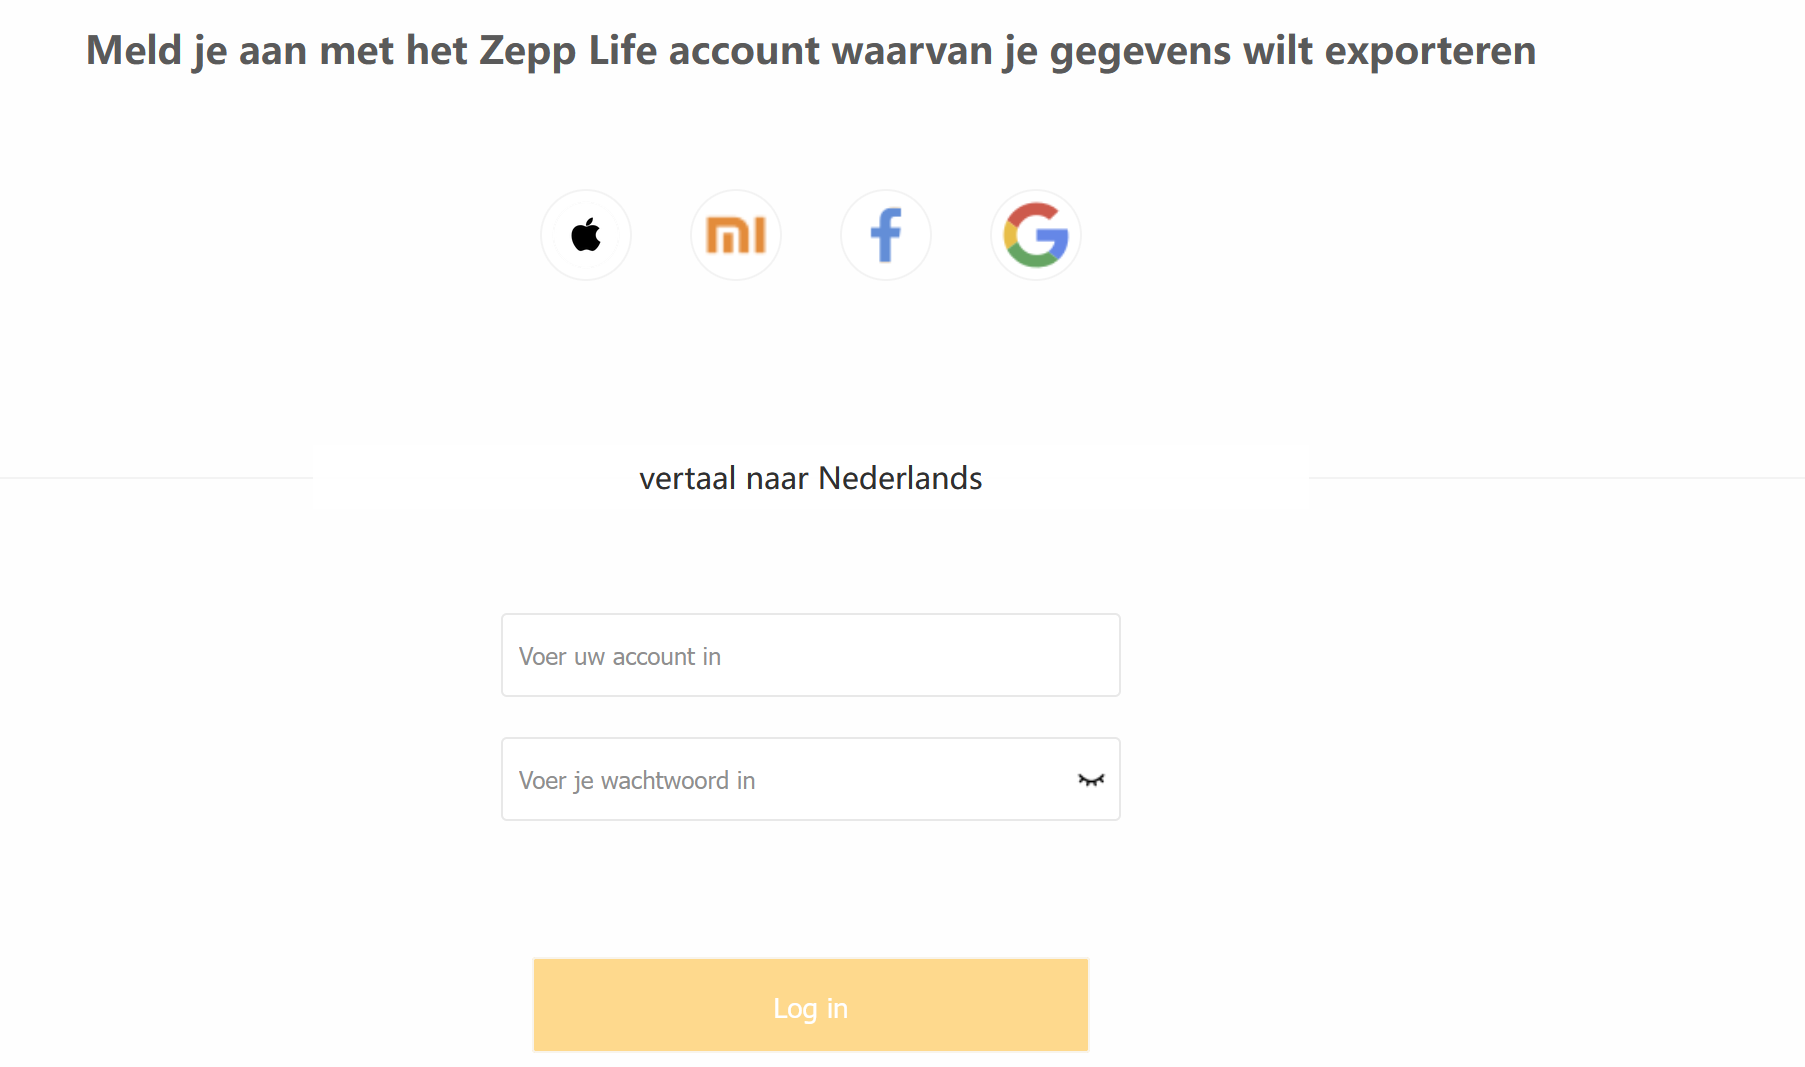 Meld je aan met het Zepp Life account waarvan je gegevens wilt exporteren
mi
f
G
vertaal naar Nederlands
Voer uw account in
Voer je wachtwoord in
Log in